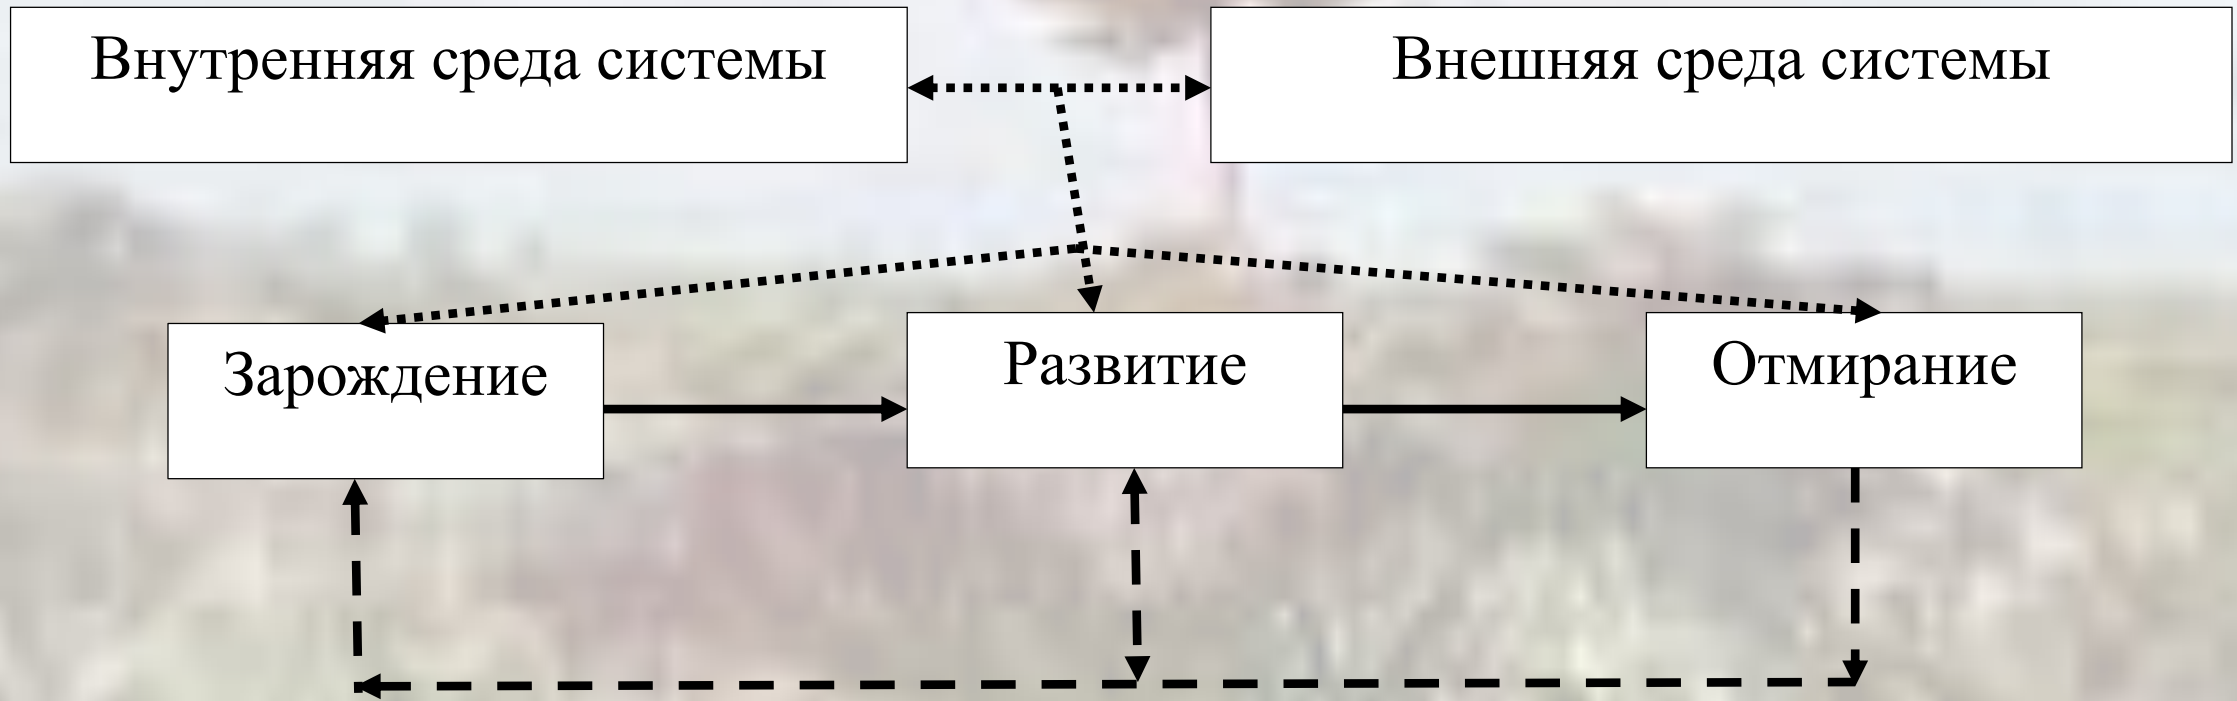 Внутренняя среда системы
Внешняя среда системы
Зарождение
Развитие
Отмирание